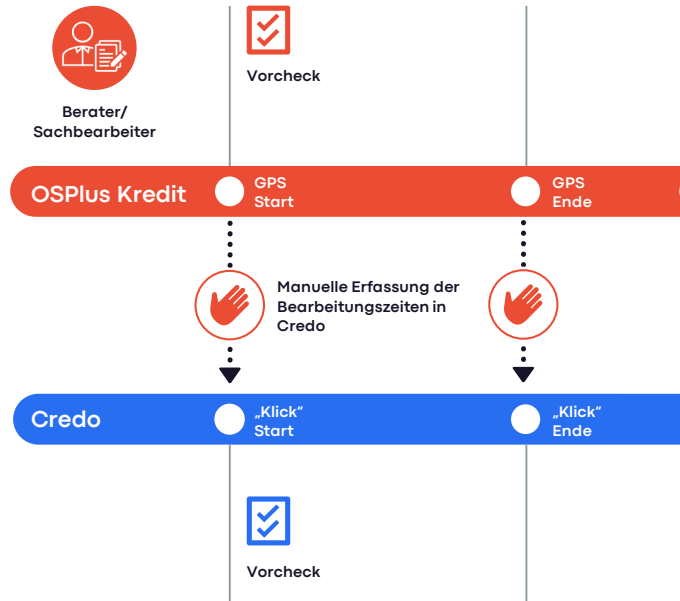 Berater/
Sachbearbeiter
Vorcheck
OSPlus Kredit
GPS
Start
GPS
Ende
Manuelle Erfassung der
Bearbeitungszeiten in
Credo
Credo
„Klick“
Start
„Klick“
Ende
Vorcheck